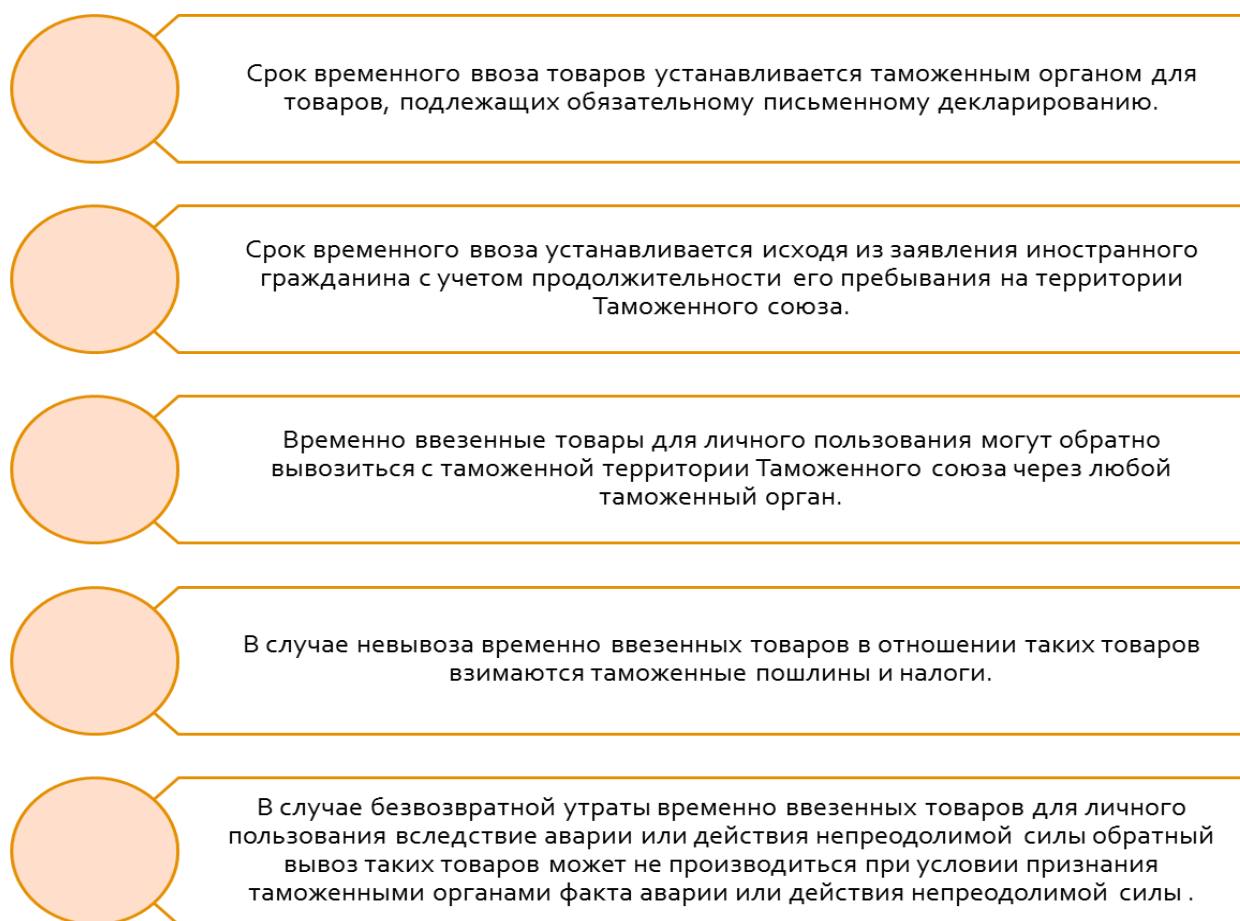 Срок временного ввоза товаров устанавливается таможенным органом для
товаров, подлежащих обязательному письменному декларированию.
Срок временного ввоза устанавливается исходя из заявления иностранного
гражданина с учетом продолжительности его пребывания на территории
Таможенного союза.
Временно ввезенные товары для личного пользования могут обратно
вывозиться с таможенной территории Таможенного союза через любой
таможенный орган.
В случае невывоза временно ввезенных товаров в отношении таких товаров
взимаются таможенные пошлины и налоги.
В случае безвозвратной утраты временно ввезенных товаров для личного
пользования вследствие аварии или действия непреодолимой силы обратный
вывоз таких товаров может не производиться при условии признания
таможенными органами факта аварии или действия непреодолимой силы .